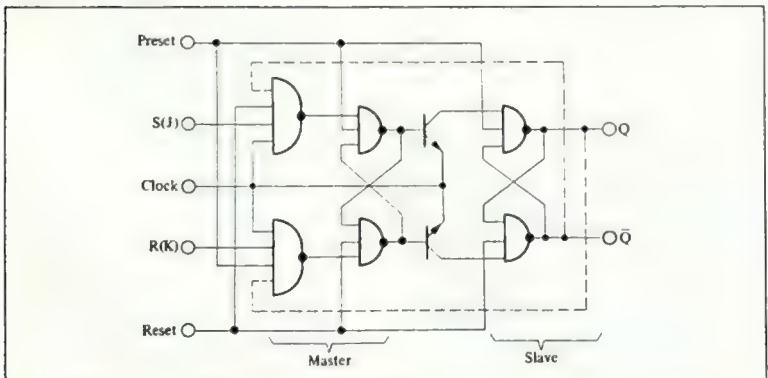 Preset
S(J)
Q
Clock
R(K)
Q̄
Reset
Master
Slave